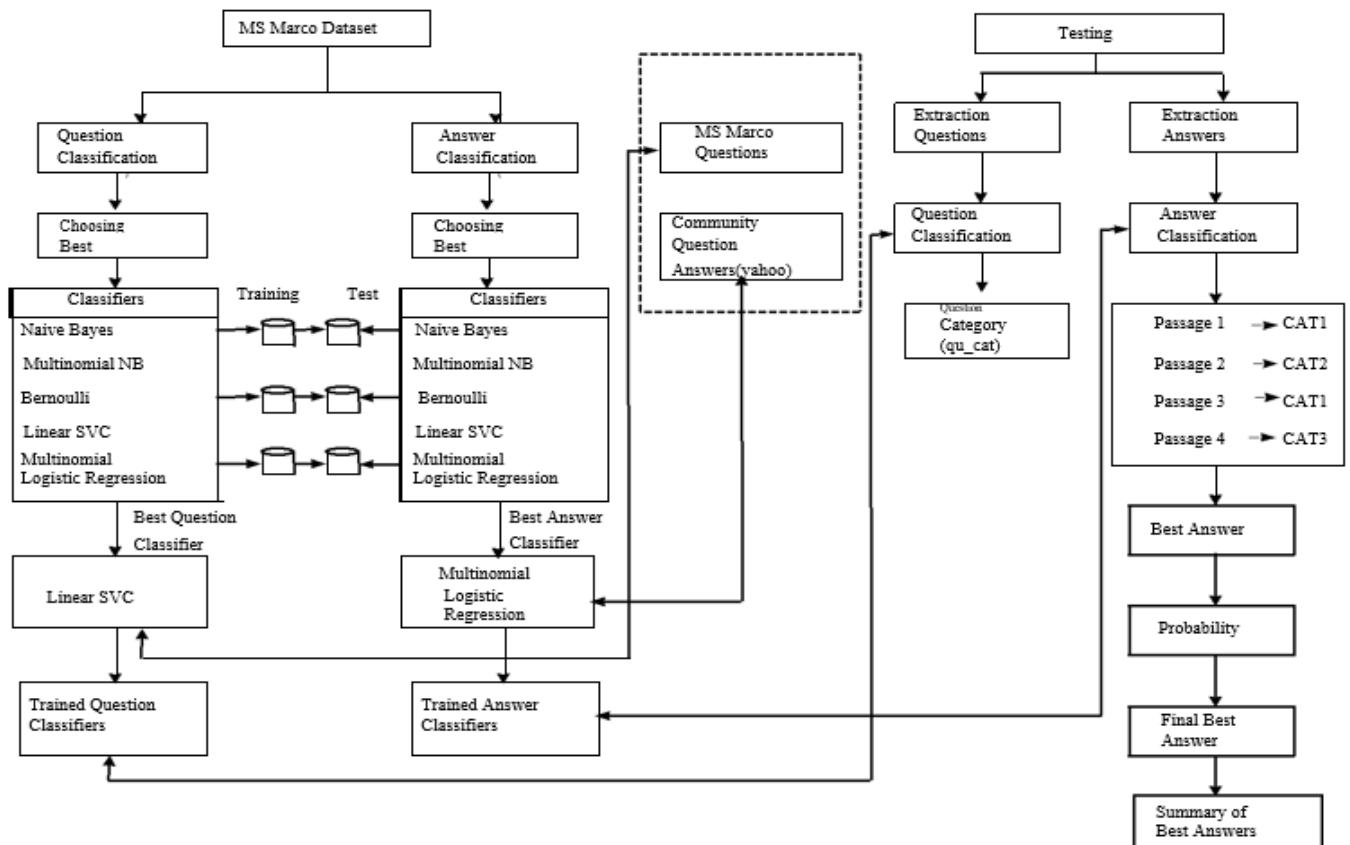 MS Marco Dataset
Question
Classification
Answer
Classification
Choosing
Best
Choosing
Best
Classifiers
Naive Bayes
Multinomial NB
Bernoulli
Linear SVC
Multinomial
Logistic Regression
Training
Test
Classifiers
Naive Bayes
Multinomial NB
Bernoulli
Linear SVC
Multinomial
Logistic Regression
Best Question
Classifier
Best Answer
Classifier
Linear SVC
Multinomial
Logistic
Regression
Trained Question
Classifiers
Trained Answer
Classifiers
MS Marco
Questions
Community
Question
Answers(yahoo)
Testing
Extraction
Questions
Extraction
Answers
Question
Classification
Answer
Classification
Question
Category
(qu_cat)
Passage 1 CAT1
Passage 2 CAT2
Passage 3 CAT1
Passage 4 CAT3
Best Answer
Probability
Final Best
Answer
Summary of
Best Answers